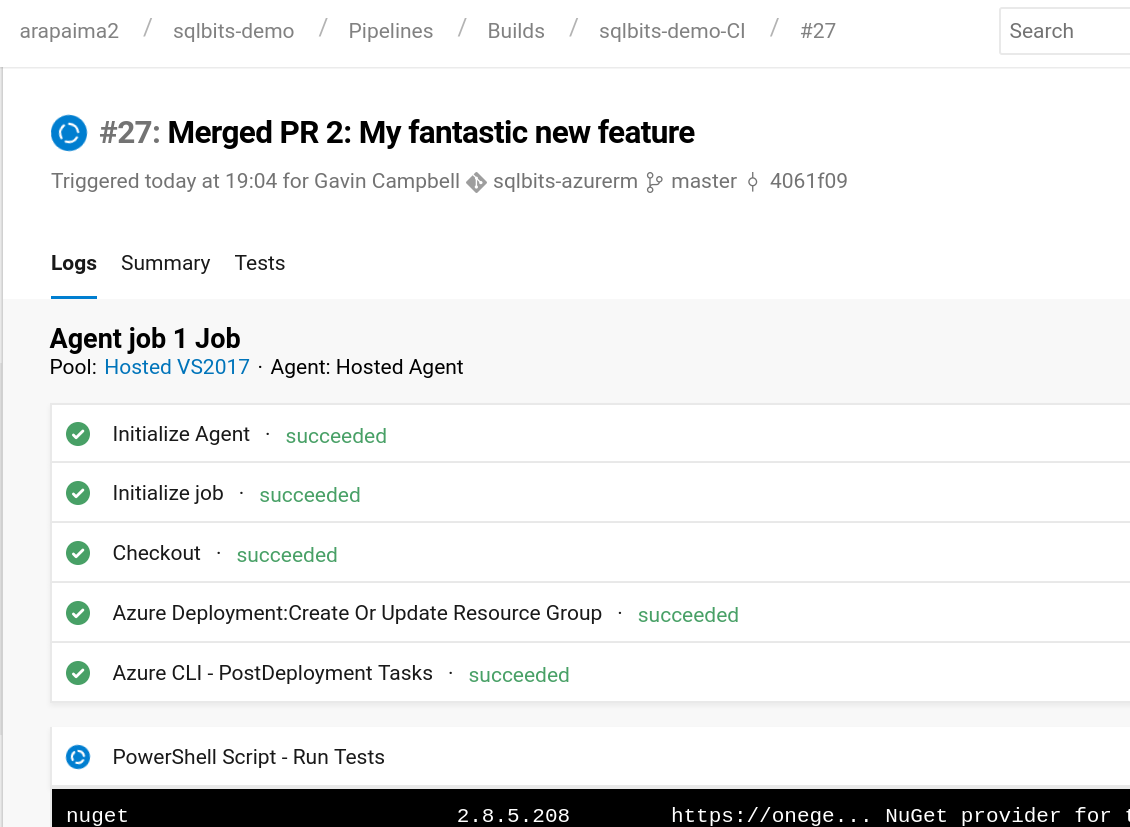 arapaima2 / sqlbits-demo / Pipelines / Builds / sqlbits-demo-CI / #27 Search
#27: Merged PR 2: My fantastic new feature
Triggered today at 19:04 for Gavin Campbell sqlbits-azurerm master 4061f09
Logs Summary Tests
Agent job 1 Job
Pool: Hosted VS2017 · Agent: Hosted Agent
Initialize Agent · succeeded
Initialize job · succeeded
Checkout · succeeded
Azure Deployment:Create Or Update Resource Group · succeeded
Azure CLI - PostDeployment Tasks · succeeded
PowerShell Script - Run Tests
nuget 2.8.5.208 https://onege... NuGet provider for